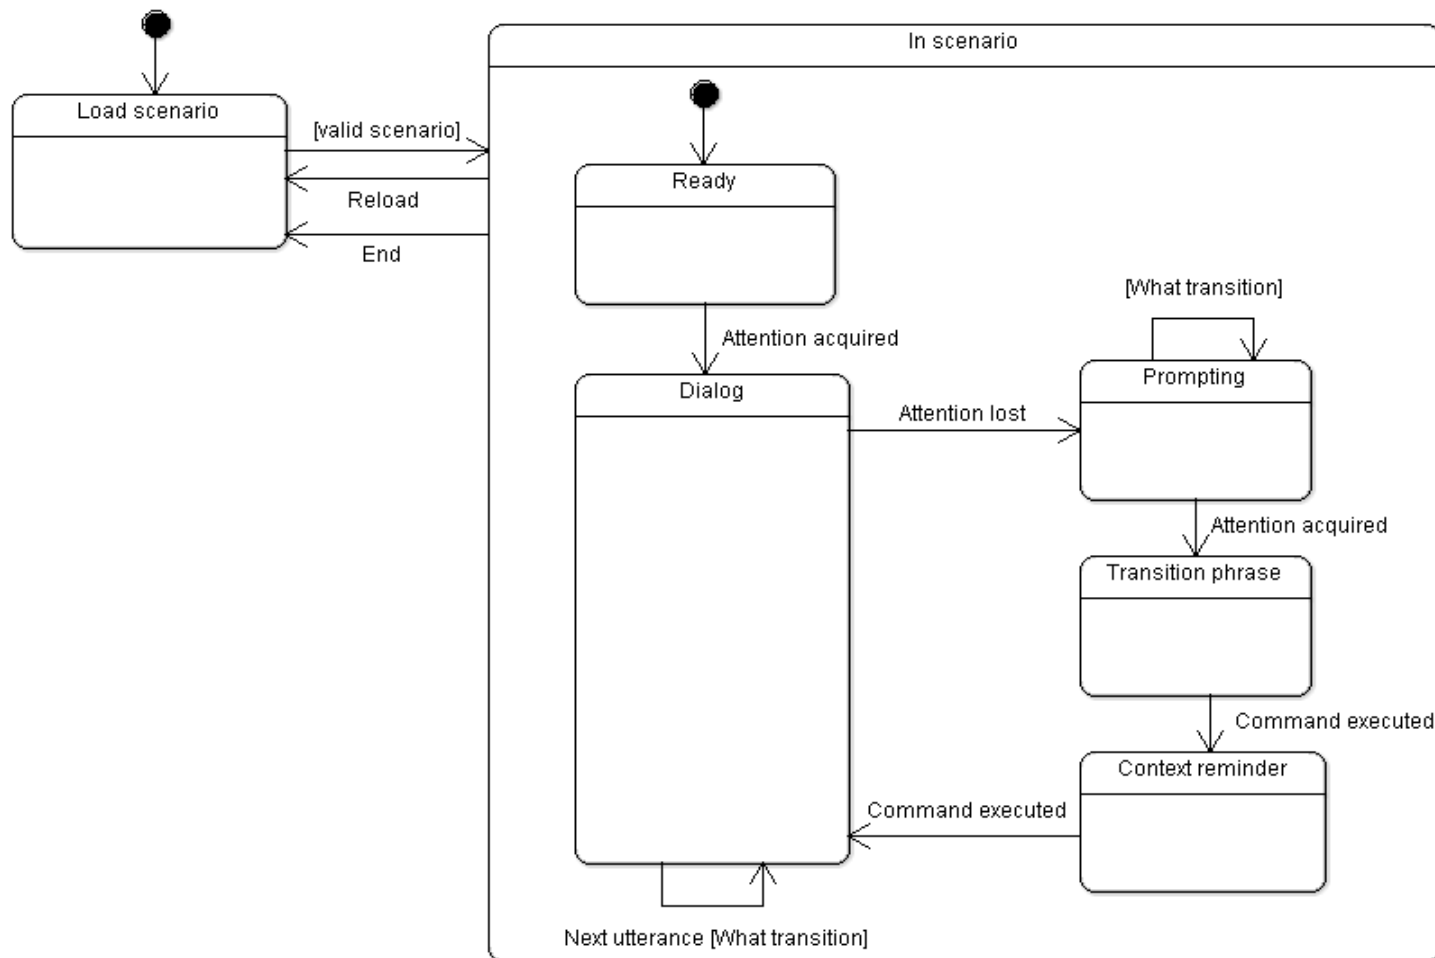 In scenario
Load scenario
[valid scenario]
Reload
End
Ready
Attention acquired
[What transition]
Dialog
Prompting
Attention lost
Attention acquired
Transition phrase
Command executed
Context reminder
Command executed
Next utterance [What transition]